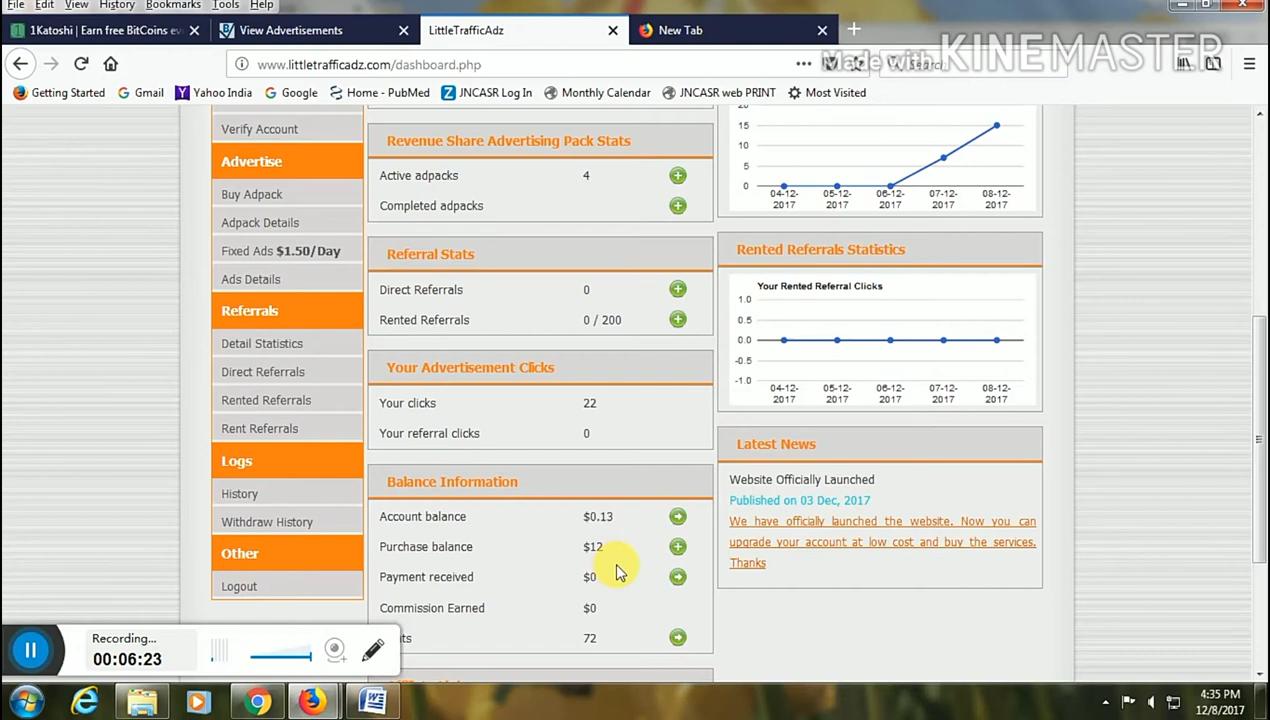 File Edit View History Bookmarks Tools Help
1Katoshi | Earn free BitCoins eve
View Advertisements
LittleTrafficAdz
New Tab
Made with KINEMASTER
www.littletrafficadz.com/dashboard.php
Search
Getting Started Gmail Yahoo India Google Home - PubMed JNCASR Log In Monthly Calendar JNCASR web PRINT Most Visited
Verify Account
Advertise
Buy Adpack
Adpack Details
Fixed Ads $1.50/Day
Ads Details
Referrals
Detail Statistics
Direct Referrals
Rented Referrals
Rent Referrals
Logs
History
Withdraw History
Other
Logout
Revenue Share Advertising Pack Stats
Active adpacks 4
Completed adpacks
Referral Stats
Direct Referrals 0
Rented Referrals 0 / 200
Your Advertisement Clicks
Your clicks 22
Your referral clicks 0
Balance Information
Account balance $0.13
Purchase balance $12
Payment received $0
Commission Earned $0
72
20
15
10
5
0
04-12-2017 05-12-2017 06-12-2017 07-12-2017 08-12-2017
Rented Referrals Statistics
Your Rented Referral Clicks
1.0
0.5
0.0
-0.5
-1.0
04-12-2017 05-12-2017 06-12-2017 07-12-2017 08-12-2017
Latest News
Website Officially Launched
Published on 03 Dec, 2017
We have officially launched the website. Now you can
upgrade your account at low cost and buy the services.
Thanks
Recording...
00:06:23
4:35 PM
12/8/2017